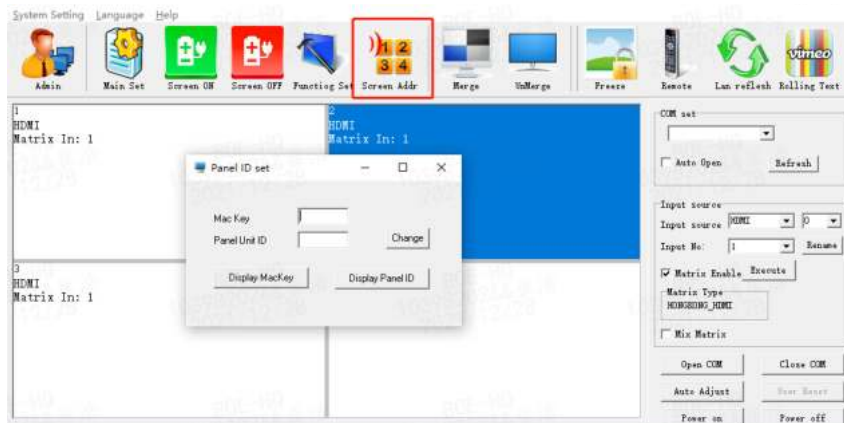 System Setting Language Help
Admin Main Set Screen ON Screen OFF Functiog Set Screen Addr Merge UnMerge Freeze Remote Lan reflesh Rolling Text
1 2
3 4
vimeo
1
HDMI
Matrix In: 1
2
HDMI
Matrix In: 1
3
HDMI
Matrix In: 1
Panel ID set
Mac Key
Panel Unit ID Change
Display MacKey Display Panel ID
COM set
Auto Open Refresh
Input source
Input source HDMI 0
Input No: 1 Rename
Matrix Enable Execute
Matrix Type
HONGRONG_HDMI
Mix Matrix
Open COM Close COM
Auto Adjust User Reset
Power on Power off